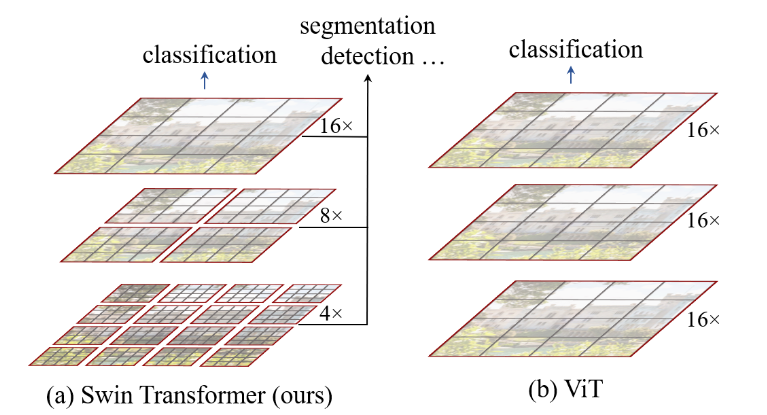 segmentation
classification
detection …
classification
16×
8×
4×
16×
16×
16×
(a) Swin Transformer (ours)
(b) ViT